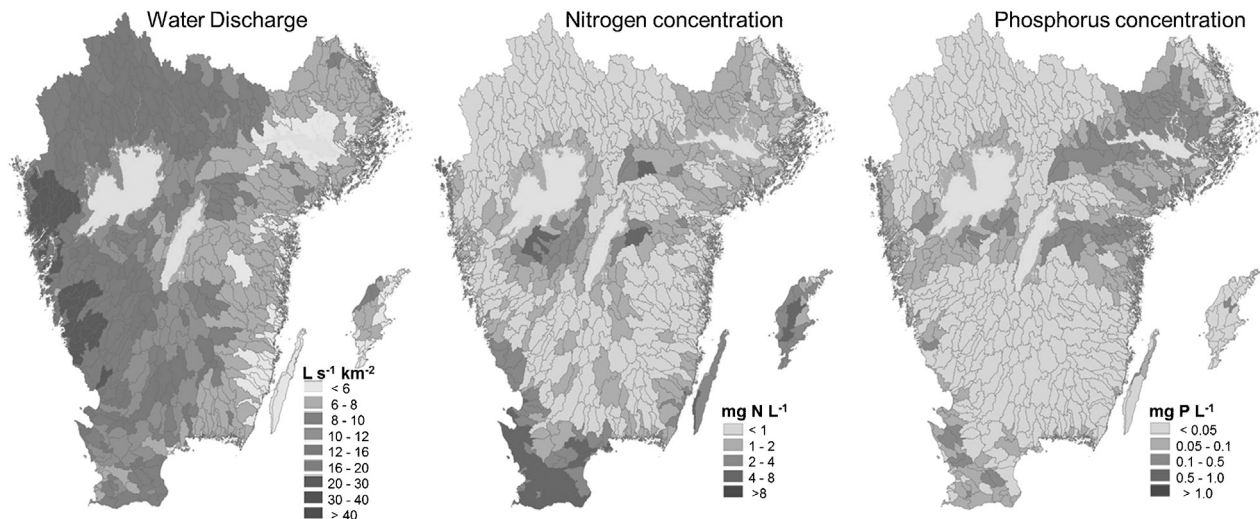 Water Discharge
Nitrogen concentration
Phosphorus concentration
L s⁻¹ km⁻²
< 6
6 - 8
8 - 10
10 - 12
12 - 16
16 - 20
20 - 30
30 - 40
> 40
mg N L⁻¹
< 1
1 - 2
2 - 4
4 - 8
>8
mg P L⁻¹
< 0.05
0.05 - 0.1
0.1 - 0.5
0.5 - 1.0
> 1.0